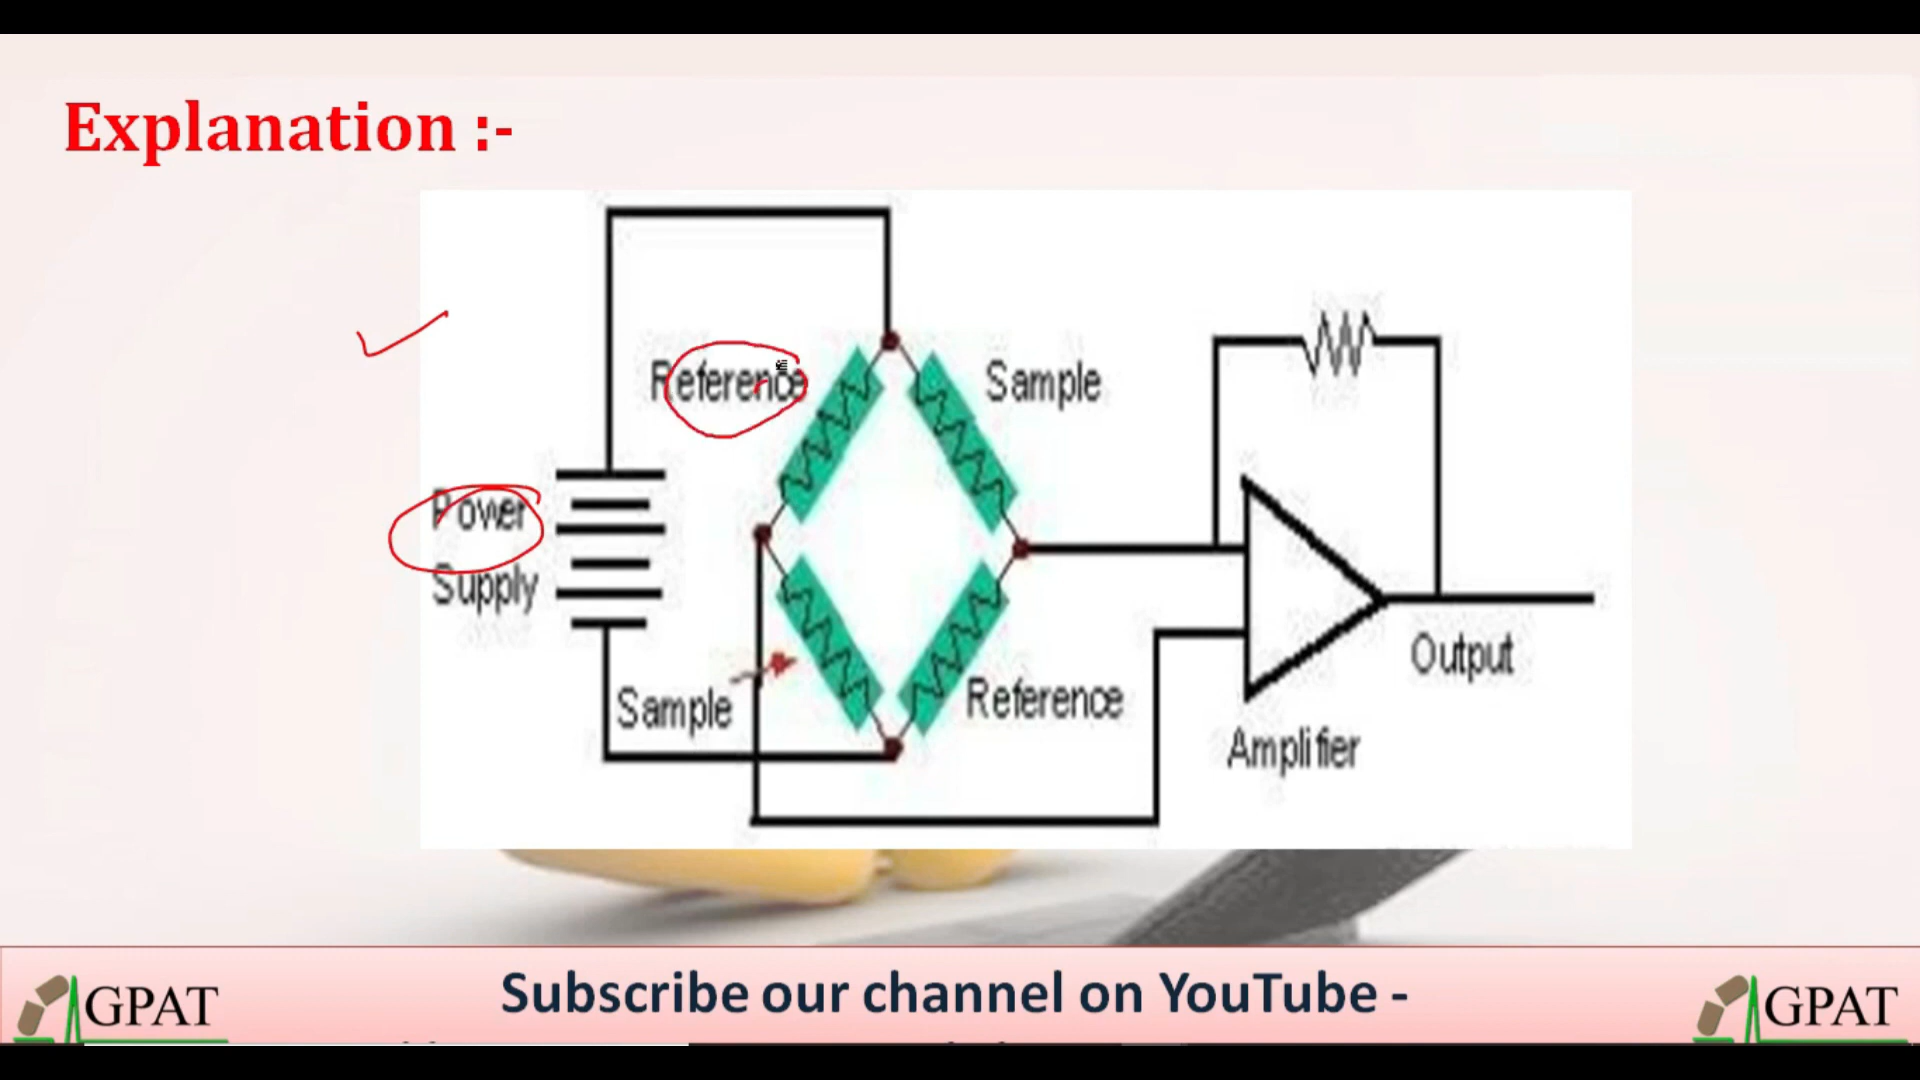 Explanation :-
Reference
Sample
Power
Supply
Sample
Reference
Output
Amplifier
GPAT
Subscribe our channel on YouTube -
GPAT